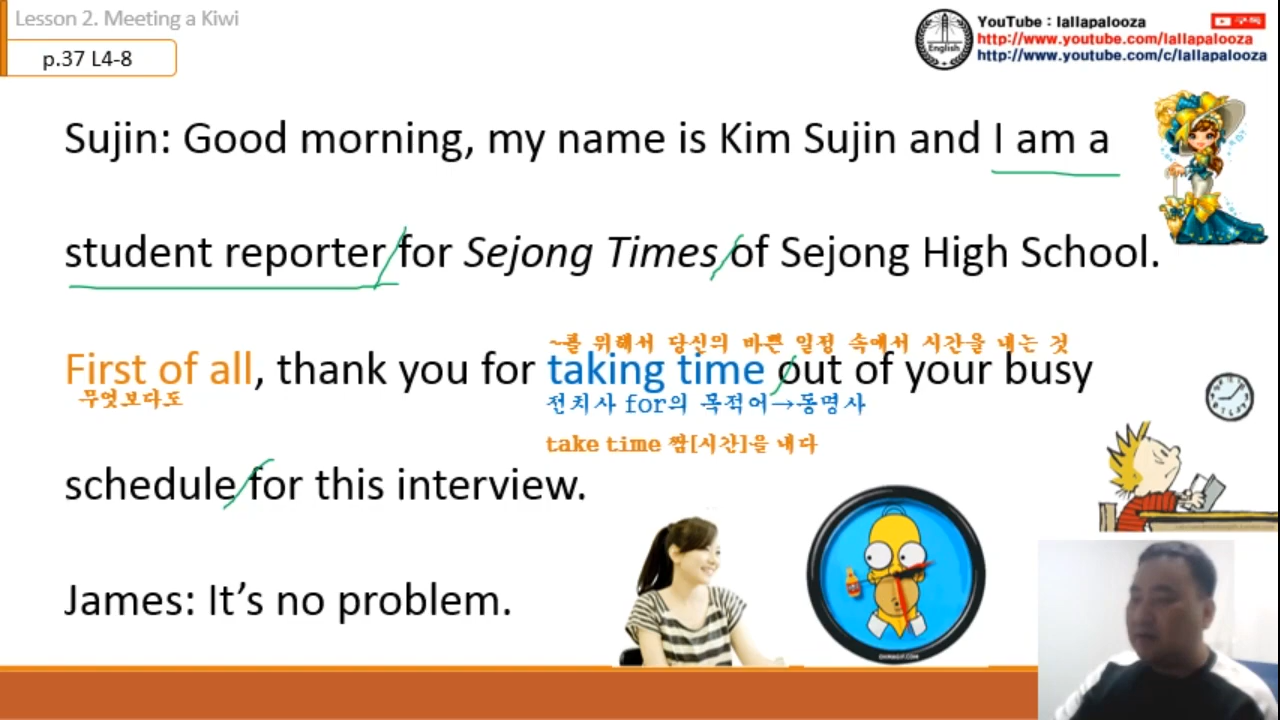 Lesson 2. Meeting a Kiwi
p.37 L4-8
English
YouTube : lallapalooza
구독
http://www.youtube.com/lallapalooza
http://www.youtube.com/c/lallapalooza
Sujin: Good morning, my name is Kim Sujin and I am a
student reporter for Sejong Times of Sejong High School.
~를 위해서 당신의 바쁜 일정 속에서 시간을 내는 것
First of all, thank you for taking time out of your busy
무엇보다도
전치사 for의 목적어→동명사
take time 짬[시간]을 내다
schedule for this interview.
James: It's no problem.